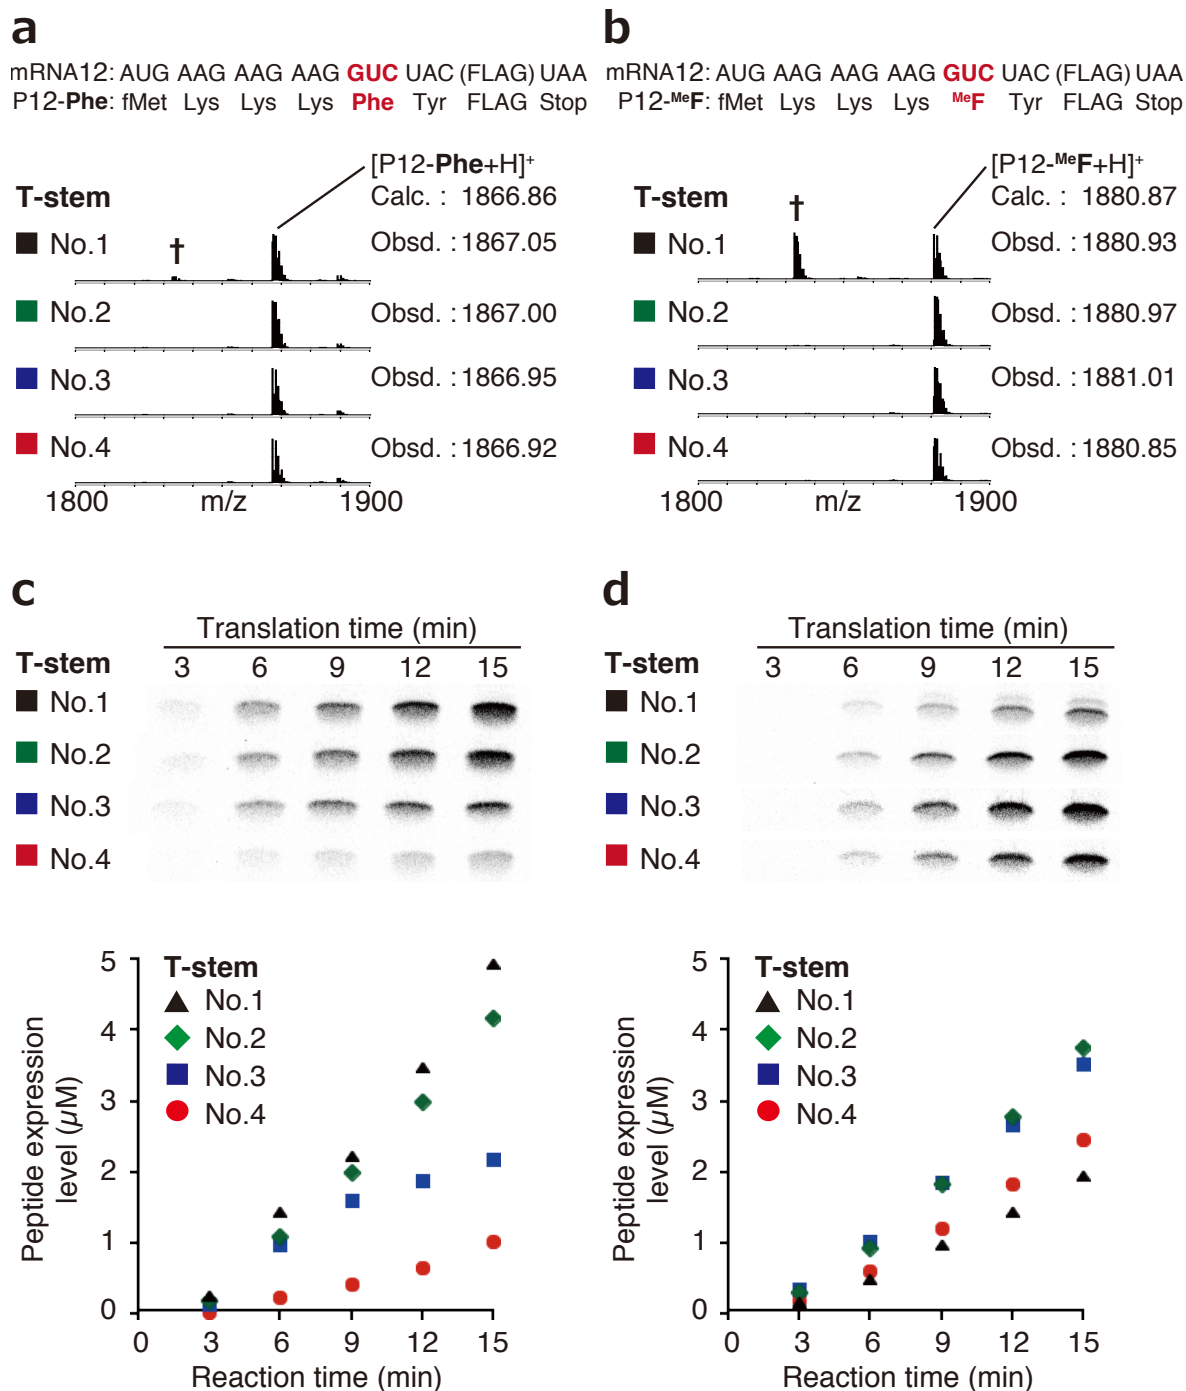 a
mRNA12: AUG AAG AAG AAG GUC UAC (FLAG) UAA
P12-Phe: fMet Lys Lys Lys Phe Tyr FLAG Stop
[P12-Phe+H]+
T-stem
Calc. : 1866.86
†
No.1
Obsd. : 1867.05
No.2
Obsd. : 1867.00
No.3
Obsd. : 1866.95
No.4
Obsd. : 1866.92
1800 m/z 1900
b
mRNA12: AUG AAG AAG AAG GUC UAC (FLAG) UAA
P12-MeF: fMet Lys Lys Lys MeF Tyr FLAG Stop
[P12-MeF+H]+
T-stem
Calc. : 1880.87
†
No.1
Obsd. : 1880.93
No.2
Obsd. : 1880.97
No.3
Obsd. : 1881.01
No.4
Obsd. : 1880.85
1800 m/z 1900
c
Translation time (min)
T-stem 3 6 9 12 15
No.1
No.2
No.3
No.4
Peptide expression
level (µM)
5
4
3
2
1
0
T-stem
No.1
No.2
No.3
No.4
0 3 6 9 12 15
Reaction time (min)
d
Translation time (min)
T-stem 3 6 9 12 15
No.1
No.2
No.3
No.4
Peptide expression
level (µM)
5
4
3
2
1
0
T-stem
No.1
No.2
No.3
No.4
0 3 6 9 12 15
Reaction time (min)